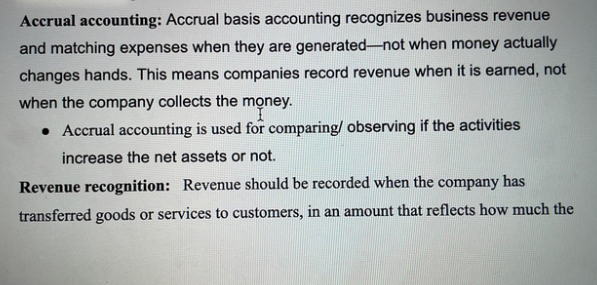 Accrual accounting: Accrual basis accounting recognizes business revenue
and matching expenses when they are generated—not when money actually
changes hands. This means companies record revenue when it is earned, not
when the company collects the money.
• Accrual accounting is used for comparing/ observing if the activities
increase the net assets or not.
Revenue recognition: Revenue should be recorded when the company has
transferred goods or services to customers, in an amount that reflects how much the